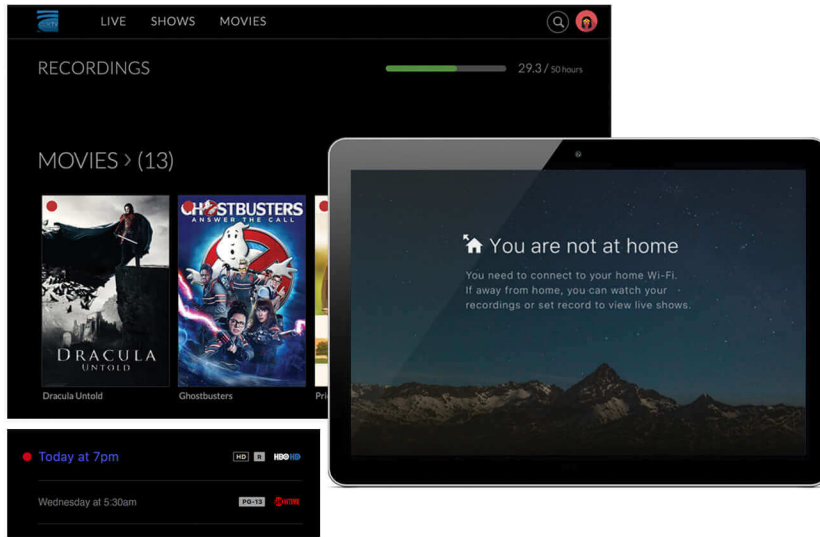 LIVE SHOWS MOVIES
RECORDINGS
29.3 / 50 hours
MOVIES > (13)
GHOSTBUSTERS
ANSWER THE CALL
DRACULA
UNTOLD
Dracula Untold
Ghostbusters
You are not at home
You need to connect to your home Wi-Fi.
If away from home, you can watch your
recordings or set record to view live shows.
Today at 7pm
HD R HBO HD
Wednesday at 5:30am
PG-13